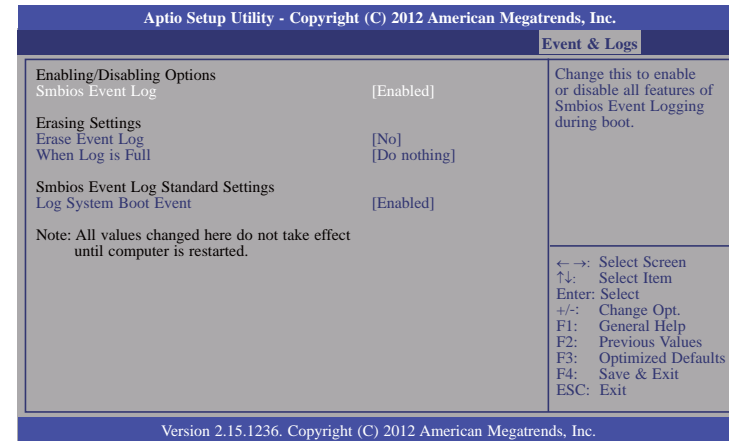 Aptio Setup Utility - Copyright (C) 2012 American Megatrends, Inc.
Event & Logs
Enabling/Disabling Options
Smbios Event Log [Enabled]
Erasing Settings
Erase Event Log [No]
When Log is Full [Do nothing]
Smbios Event Log Standard Settings
Log System Boot Event [Enabled]
Note: All values changed here do not take effect
until computer is restarted.
Change this to enable
or disable all features of
Smbios Event Logging
during boot.
←→: Select Screen
↑↓: Select Item
Enter: Select
+/-: Change Opt.
F1: General Help
F2: Previous Values
F3: Optimized Defaults
F4: Save & Exit
ESC: Exit
Version 2.15.1236. Copyright (C) 2012 American Megatrends, Inc.